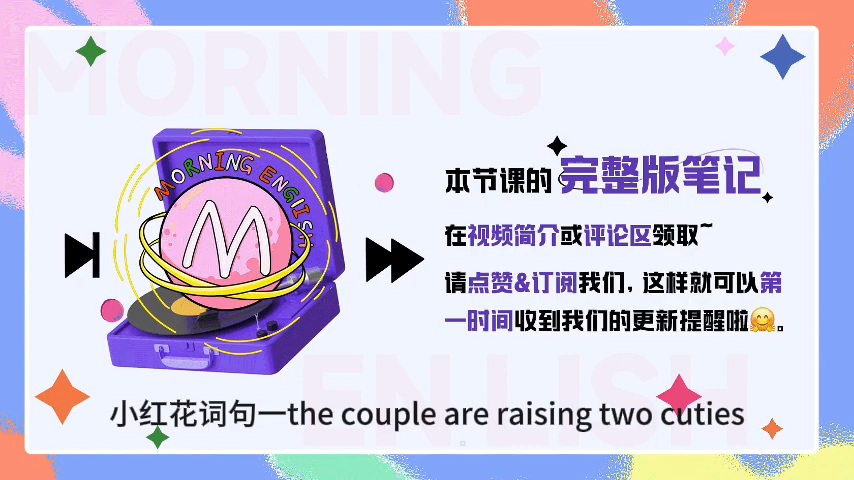 MORNING
MORNING ENGLISH
M
本节课的 完整版笔记
在视频简介或评论区领取~
请点赞&订阅我们, 这样就可以第
一时间收到我们的更新提醒啦🤗。
EN LISH
小红花词句一the couple are raising two cuties